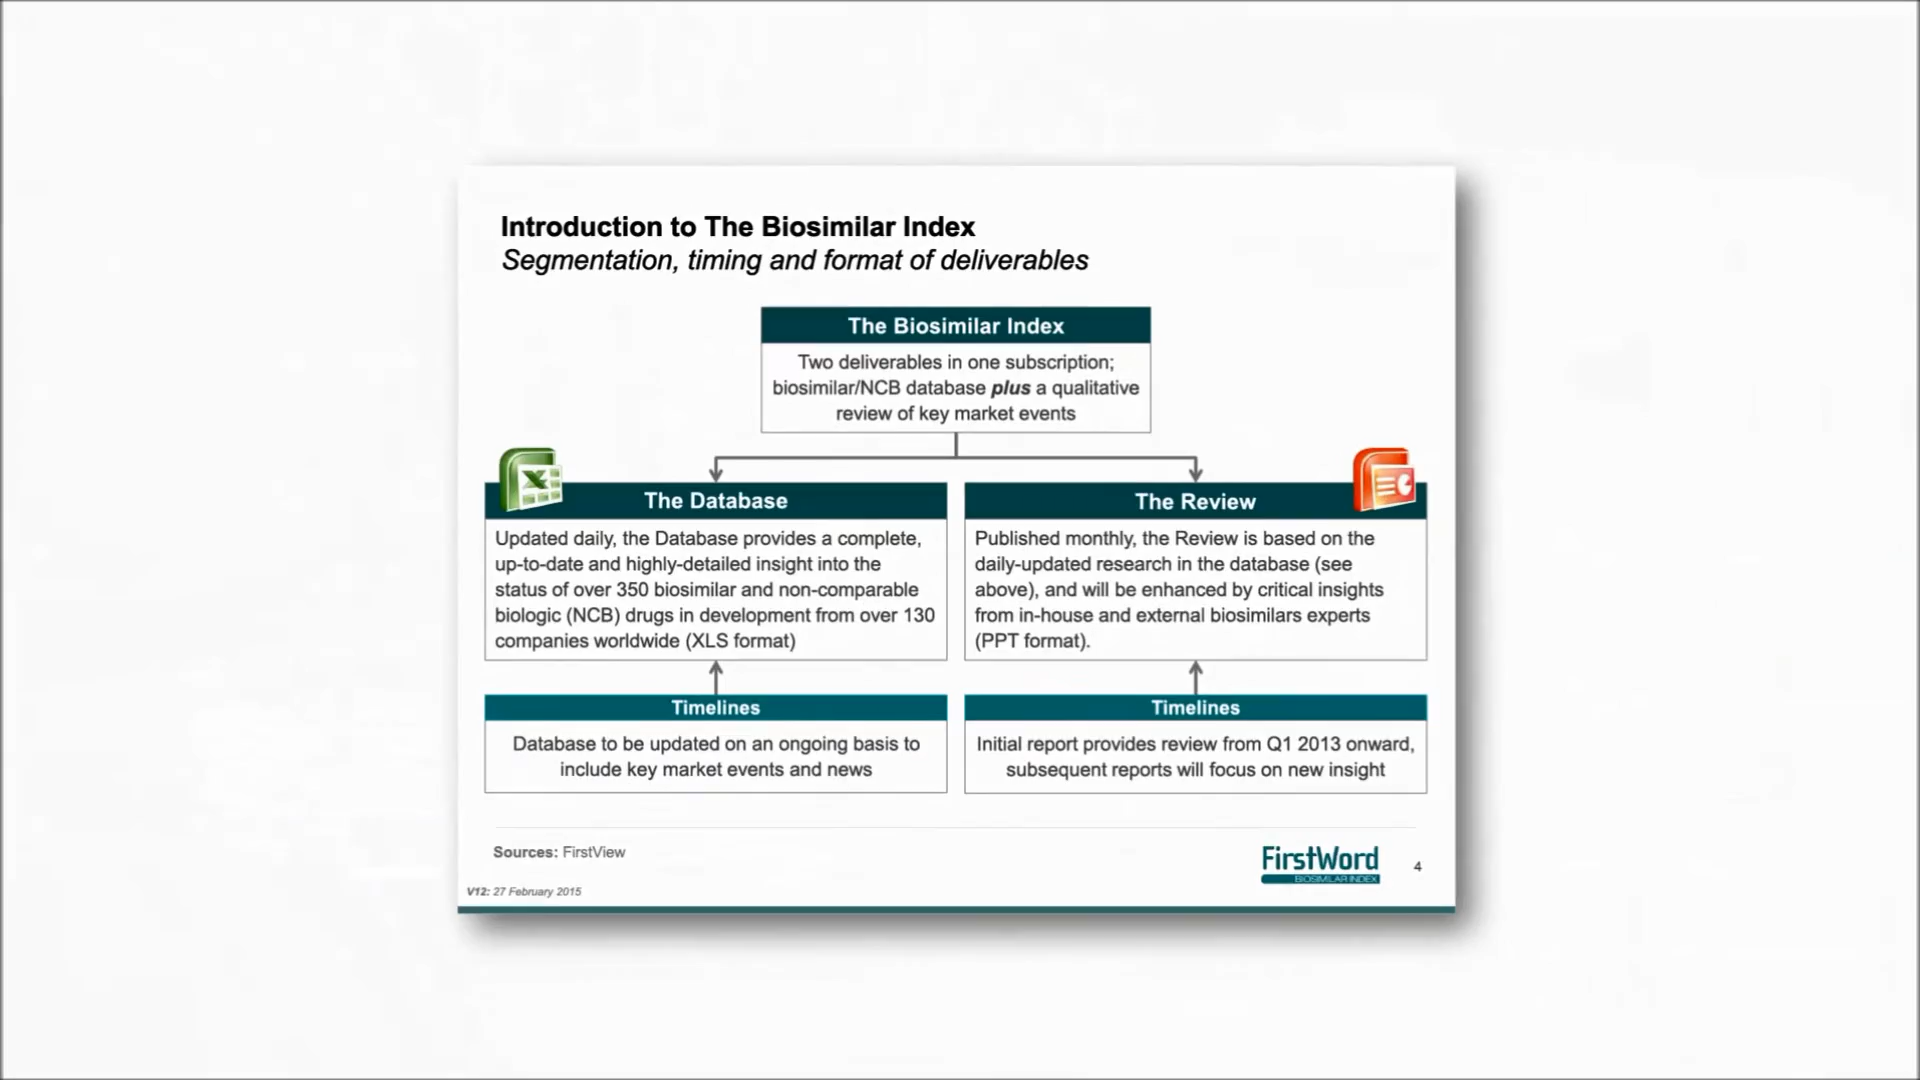 Introduction to The Biosimilar Index
Segmentation, timing and format of deliverables
The Biosimilar Index
Two deliverables in one subscription;
biosimilar/NCB database plus a qualitative
review of key market events
The Database
Updated daily, the Database provides a complete,
up-to-date and highly-detailed insight into the
status of over 350 biosimilar and non-comparable
biologic (NCB) drugs in development from over 130
companies worldwide (XLS format)
The Review
Published monthly, the Review is based on the
daily-updated research in the database (see
above), and will be enhanced by critical insights
from in-house and external biosimilars experts
(PPT format).
Timelines
Database to be updated on an ongoing basis to
include key market events and news
Timelines
Initial report provides review from Q1 2013 onward,
subsequent reports will focus on new insight
Sources: FirstView
FirstWord
BIOSIMILAR INDEX
4
V12: 27 February 2015